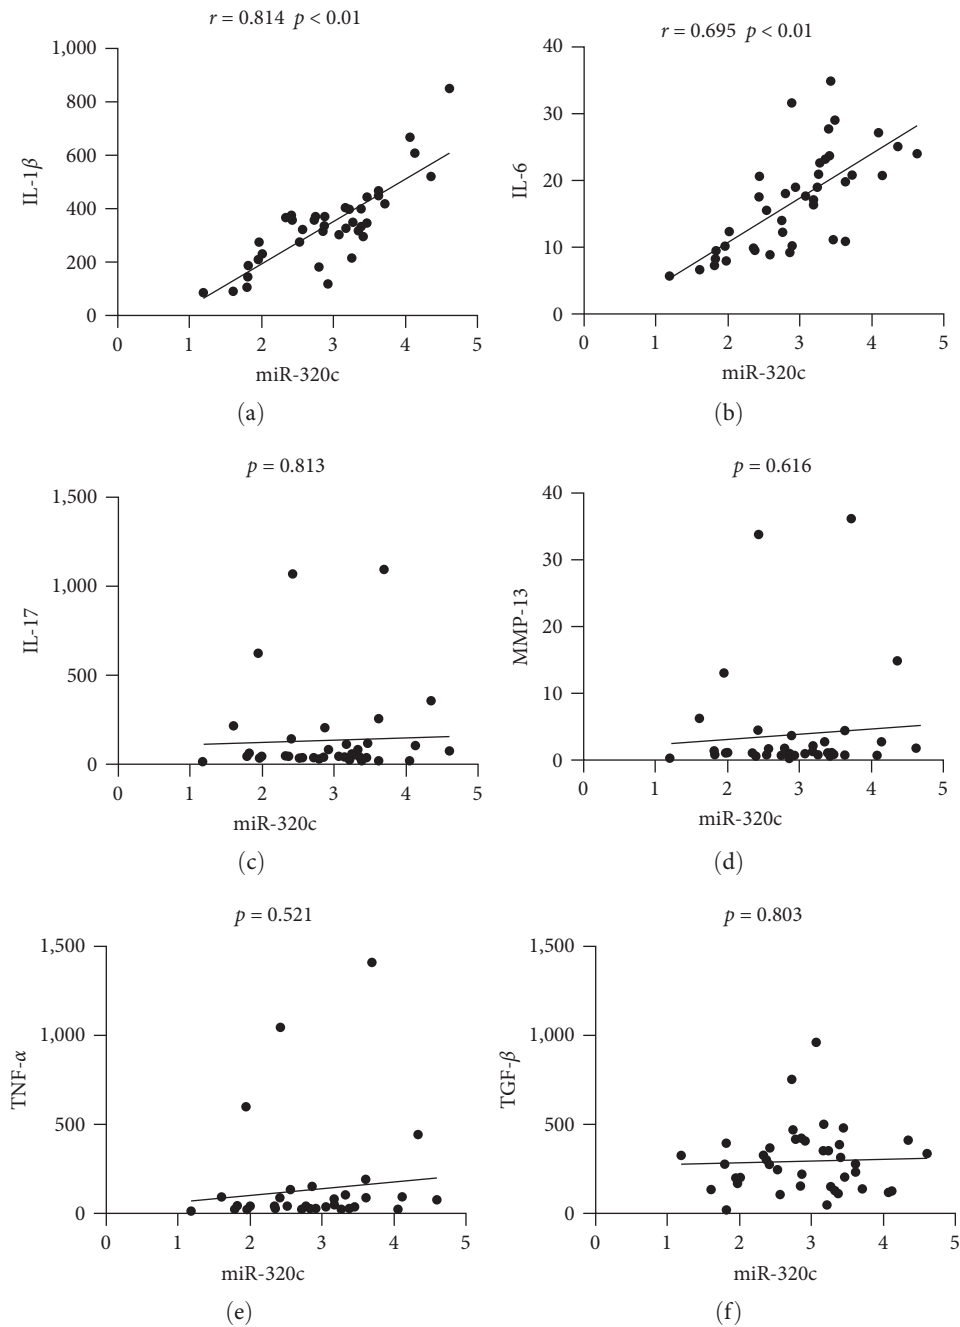 r = 0.814 p < 0.01
1,000
800
600
400
200
0
IL-1β
0 1 2 3 4 5
miR-320c
(a)
r = 0.695 p < 0.01
40
30
20
10
0
IL-6
0 1 2 3 4 5
miR-320c
(b)
p = 0.813
1,500
1,000
500
0
IL-17
0 1 2 3 4 5
miR-320c
(c)
p = 0.616
40
30
20
10
0
MMP-13
0 1 2 3 4 5
miR-320c
(d)
p = 0.521
1,500
1,000
500
0
TNF-α
0 1 2 3 4 5
miR-320c
(e)
p = 0.803
1,500
1,000
500
0
TGF-β
0 1 2 3 4 5
miR-320c
(f)